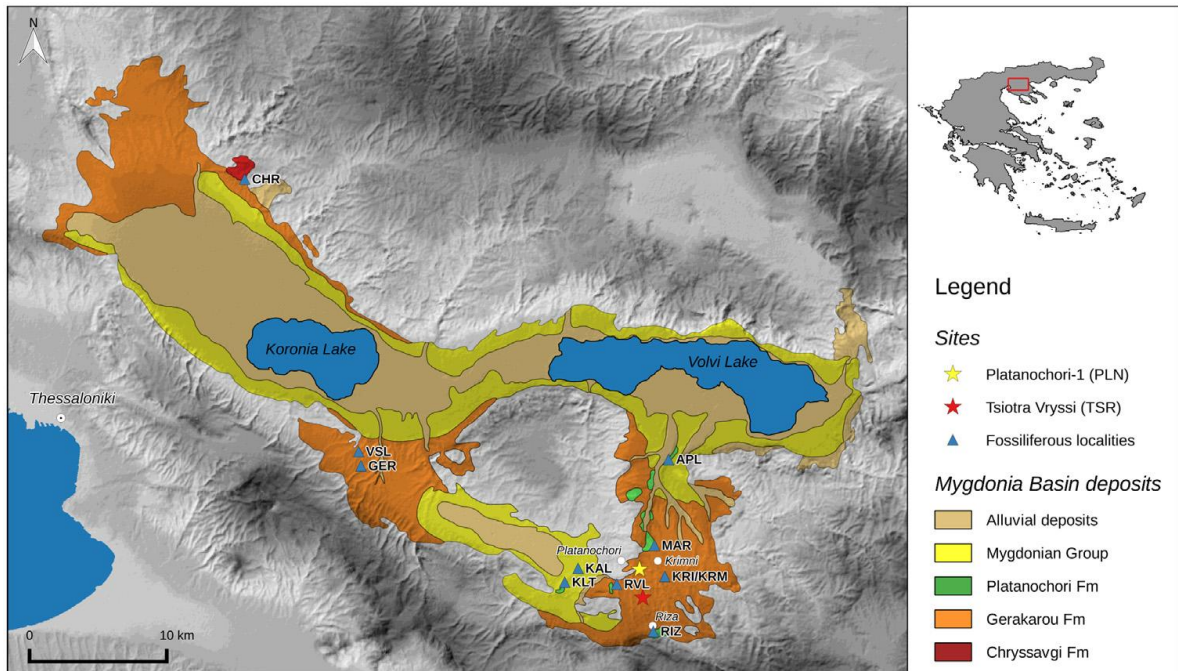 N
CHR
Koronia Lake
Volvi Lake
Thessaloniki
VSL
GER
APL
Platanochori
MAR
Krimni
KAL
KRI/KRM
KLT
RVL
Riza
RIZ
0 10 km
Legend
Sites
Platanochori-1 (PLN)
Tsiotra Vryssi (TSR)
Fossiliferous localities
Mygdonia Basin deposits
Alluvial deposits
Mygdonian Group
Platanochori Fm
Gerakarou Fm
Chryssavgi Fm